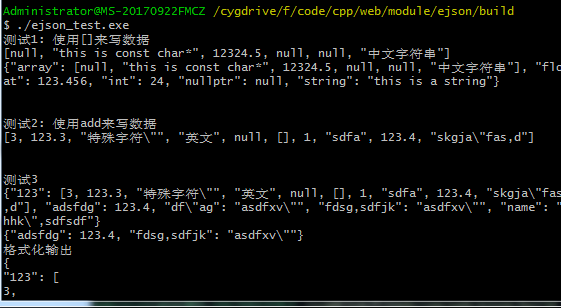 Administrator@MS-20170922FMCZ /cygdrive/f/code/cpp/web/module/ejson/build
$ ./ejson_test.exe
测试1: 使用[]来写数据
[null, "this is const char*", 12324.5, null, null, "中文字符串"]
{"array": [null, "this is const char*", 12324.5, null, null, "中文字符串"], "flo
at": 123.456, "int": 24, "nullptr": null, "string": "this is a string"}
测试2: 使用add来写数据
[3, 123.3, "特殊字符\"", "英文", null, [], 1, "sdfa", 123.4, "skgja\"fas,d"]
测试3
{"123": [3, 123.3, "特殊字符\"", "英文", null, [], 1, "sdfa", 123.4, "skgja\"fas
,d"], "adsfdg": 123.4, "df\"ag": "asdfxv\"", "fdsg,sdfjk": "asdfxv\"", "name": "
hhk\",sdfsdf"}
{"adsfdg": 123.4, "fdsg,sdfjk": "asdfxv\""}
格式化输出
{
"123": [
3,